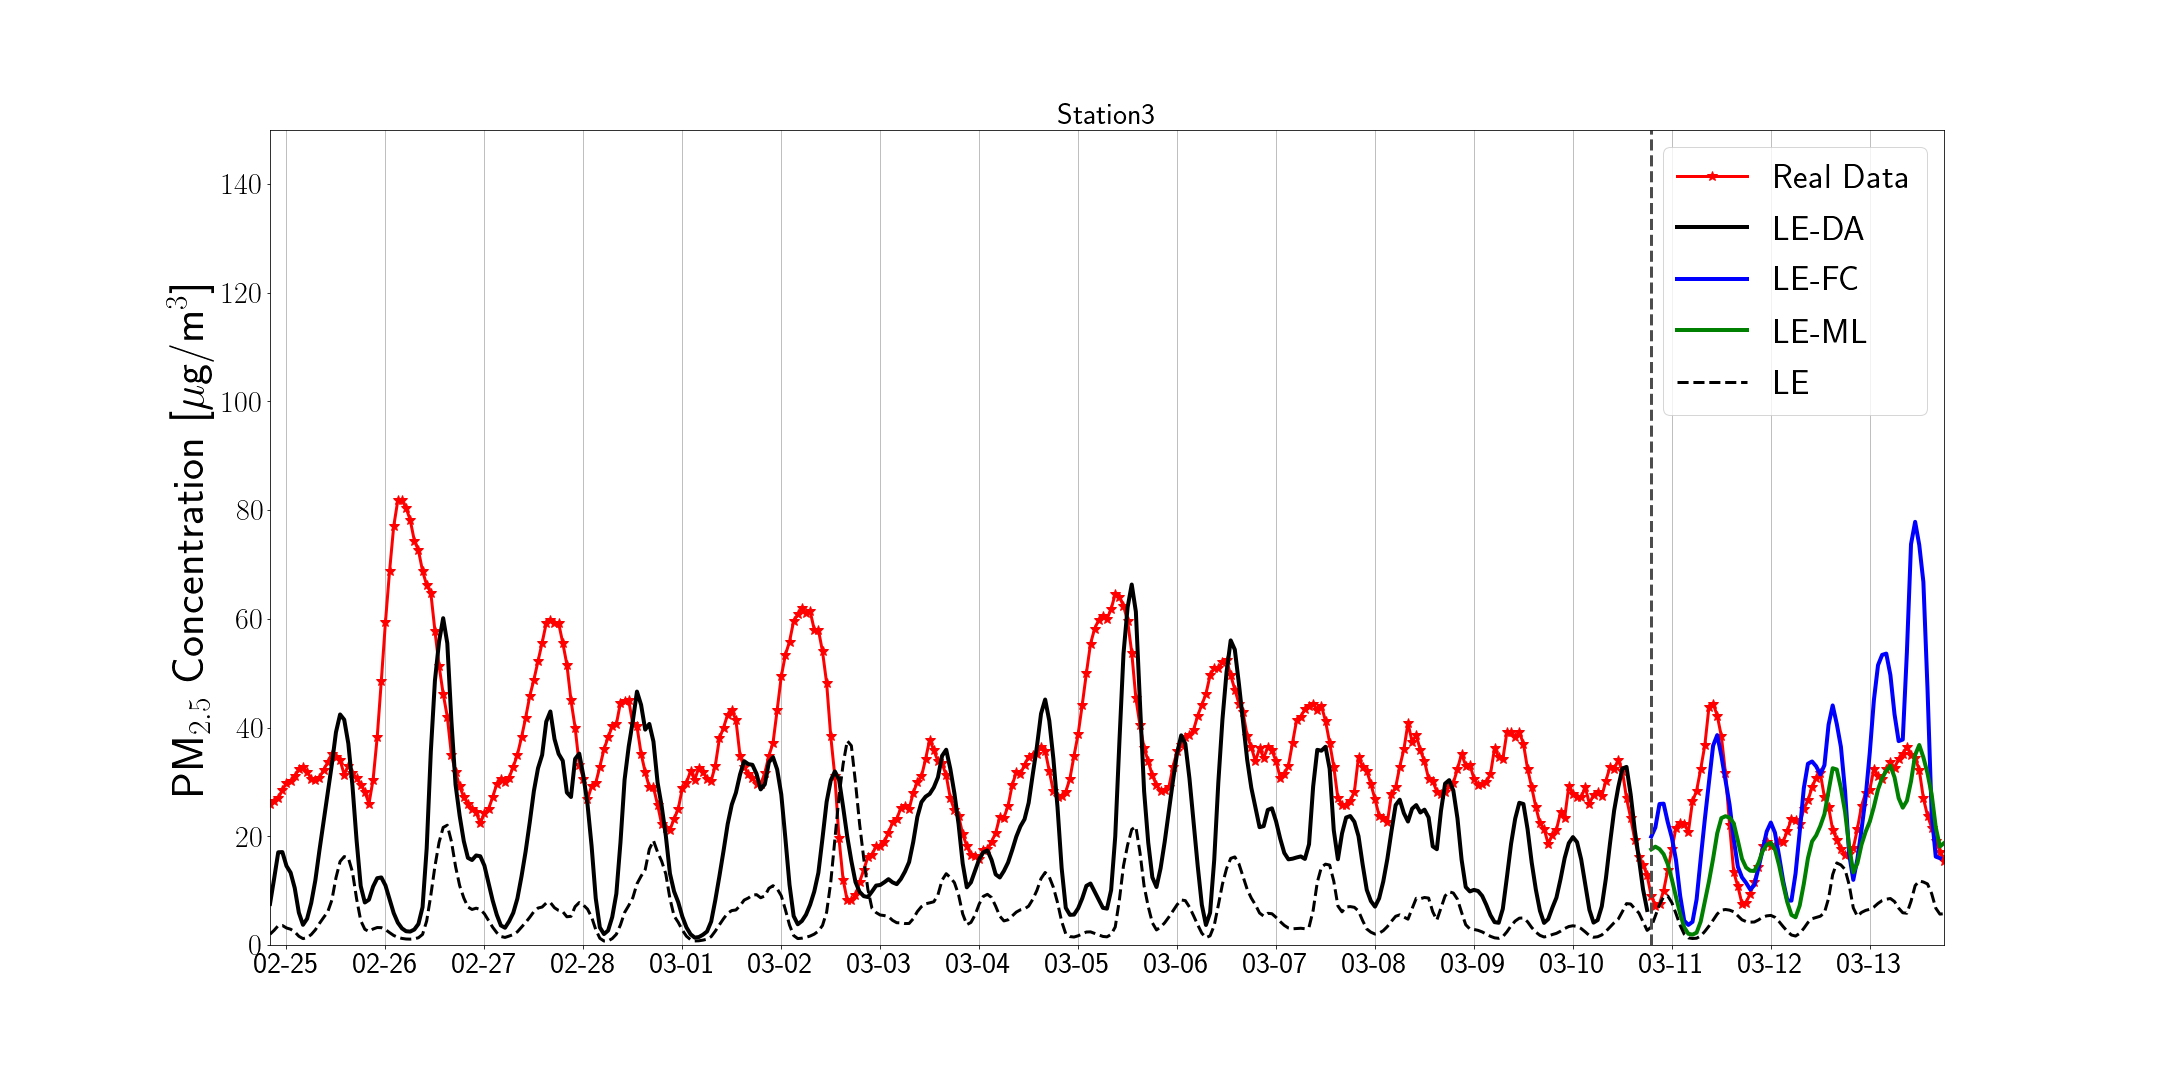 Station3
PM2.5 Concentration [μg/m³]
140
120
100
80
60
40
20
0
Real Data
LE-DA
LE-FC
LE-ML
LE
02-25 02-26 02-27 02-28 03-01 03-02 03-03 03-04 03-05 03-06 03-07 03-08 03-09 03-10 03-11 03-12 03-13